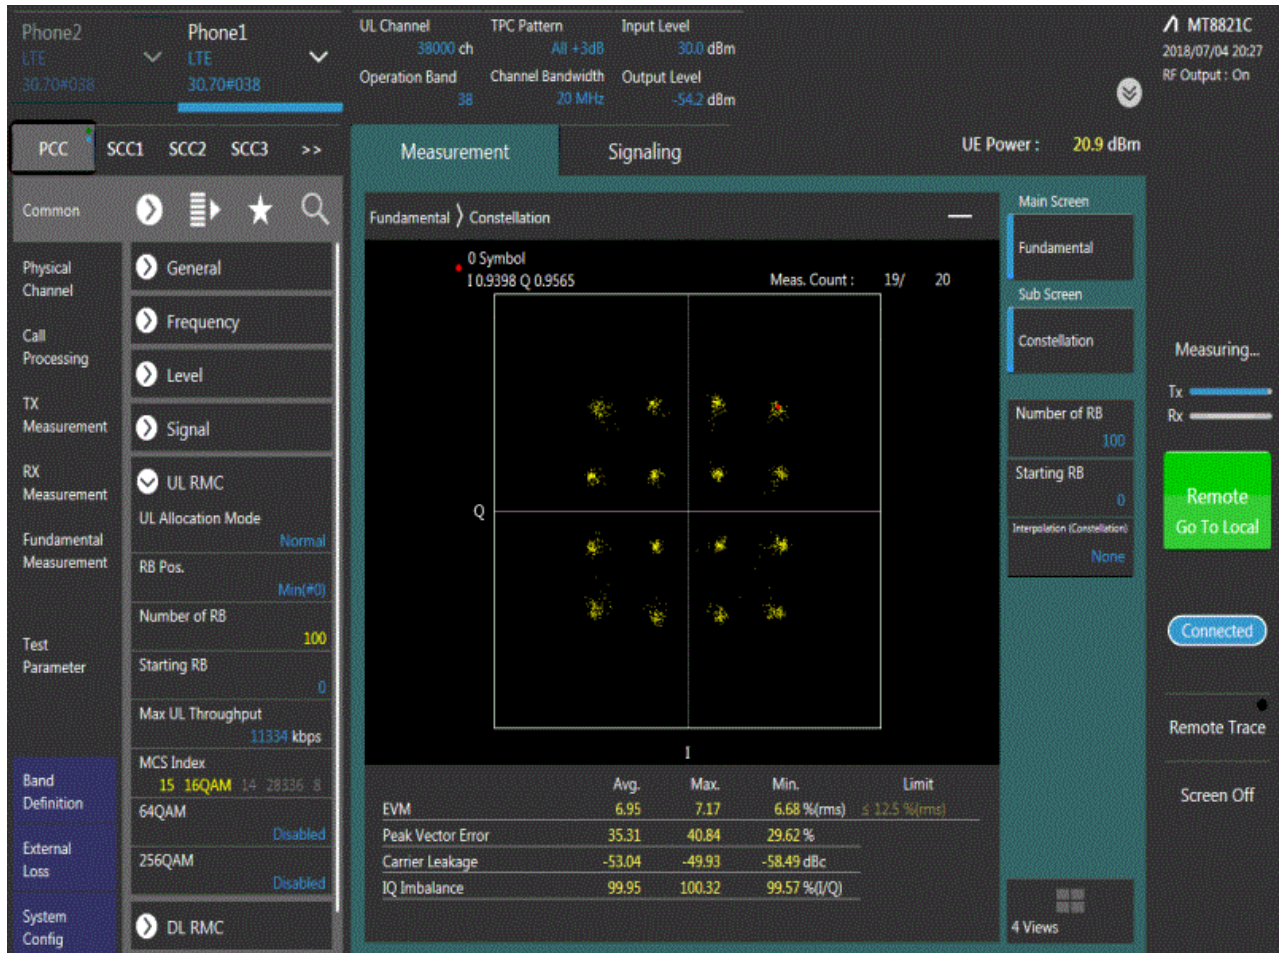 Phone2
LTE
30.70#038
Phone1
LTE
30.70#038
UL Channel
38000 ch
TPC Pattern
All +3dB
Input Level
30.0 dBm
Operation Band
38
Channel Bandwidth
20 MHz
Output Level
-54.2 dBm
MT8821C
2018/07/04 20:27
RF Output : On
PCC SCC1 SCC2 SCC3 >>
Measurement
Signaling
UE Power : 20.9 dBm
Common
Physical
Channel
Call
Processing
TX
Measurement
RX
Measurement
Fundamental
Measurement
Test
Parameter
Band
Definition
External
Loss
System
Config
General
Frequency
Level
Signal
UL RMC
UL Allocation Mode
Normal
RB Pos.
Min(#0)
Number of RB
100
Starting RB
0
Max UL Throughput
11334 kbps
MCS Index
15 16QAM 14 28336 8
64QAM
Disabled
256QAM
Disabled
DL RMC
Fundamental 〉 Constellation
0 Symbol
I 0.9398 Q 0.9565
Meas. Count : 19/ 20
Q
I
Avg. Max. Min. Limit
EVM 6.95 7.17 6.68 %(rms) ≤ 12.5 %(rms)
Peak Vector Error 35.31 40.84 29.62 %
Carrier Leakage -53.04 -49.93 -58.49 dBc
IQ Imbalance 99.95 100.32 99.57 %(I/Q)
Main Screen
Fundamental
Sub Screen
Constellation
Number of RB
100
Starting RB
0
Interpolation (Constellation)
None
4 Views
Measuring...
Tx
Rx
Remote
Go To Local
Connected
Remote Trace
Screen Off